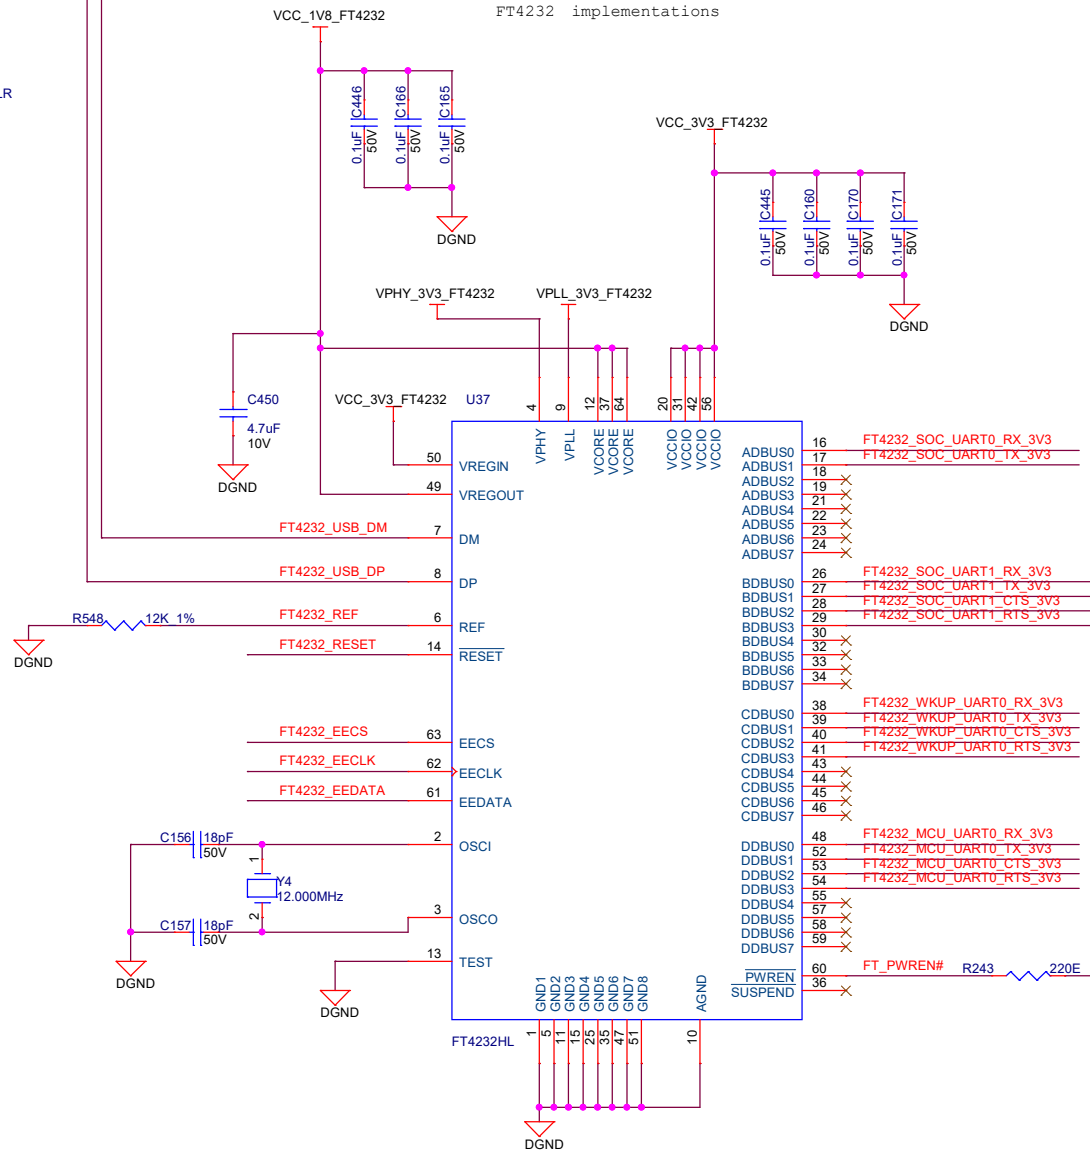 FT4232 implementations
VCC_1V8_FT4232
LR
C446
0.1uF
50V
C166
0.1uF
50V
C165
0.1uF
50V
DGND
VCC_3V3_FT4232
C445
0.1uF
50V
C160
0.1uF
50V
C170
0.1uF
50V
C171
0.1uF
50V
DGND
VPHY_3V3_FT4232
VPLL_3V3_FT4232
C450
4.7uF
10V
DGND
VCC_3V3_FT4232
U37
4
9
12
37
64
20
31
42
56
VPHY
VPLL
VCORE
VCORE
VCORE
VCCIO
VCCIO
VCCIO
VCCIO
50 VREGIN
49 VREGOUT
FT4232_USB_DM 7 DM
FT4232_USB_DP 8 DP
DGND
R548 12K_1% FT4232_REF 6 REF
FT4232_RESET 14 RESET
FT4232_EECS 63 EECS
FT4232_EECLK 62 EECLK
FT4232_EEDATA 61 EEDATA
C156 18pF
50V
2 OSCI
1
Y4
12.000MHz
2
C157 18pF
50V
3 OSCO
DGND
13 TEST
DGND
ADBUS0 16 FT4232_SOC_UART0_RX_3V3
ADBUS1 17 FT4232_SOC_UART0_TX_3V3
ADBUS2 18
ADBUS3 19
ADBUS4 21
ADBUS5 22
ADBUS6 23
ADBUS7 24
BDBUS0 26 FT4232_SOC_UART1_RX_3V3
BDBUS1 27 FT4232_SOC_UART1_TX_3V3
BDBUS2 28 FT4232_SOC_UART1_CTS_3V3
BDBUS3 29 FT4232_SOC_UART1_RTS_3V3
BDBUS4 30
BDBUS5 32
BDBUS6 33
BDBUS7 34
CDBUS0 38 FT4232_WKUP_UART0_RX_3V3
CDBUS1 39 FT4232_WKUP_UART0_TX_3V3
CDBUS2 40 FT4232_WKUP_UART0_CTS_3V3
CDBUS3 41 FT4232_WKUP_UART0_RTS_3V3
CDBUS4 43
CDBUS5 44
CDBUS6 45
CDBUS7 46
DDBUS0 48 FT4232_MCU_UART0_RX_3V3
DDBUS1 52 FT4232_MCU_UART0_TX_3V3
DDBUS2 53 FT4232_MCU_UART0_CTS_3V3
DDBUS3 54 FT4232_MCU_UART0_RTS_3V3
DDBUS4 55
DDBUS5 57
DDBUS6 58
DDBUS7 59
PWREN 60 FT_PWREN# R243 220E
SUSPEND 36
GND1
GND2
GND3
GND4
GND5
GND6
GND7
GND8
AGND
FT4232HL
1
5
11
15
25
35
47
51
10
DGND